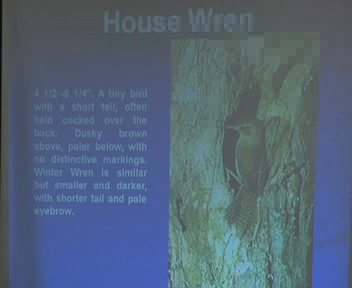 House Wren
4 1/2 -5 1/4". A tiny bird
with a short tail, often
held cocked over the
back. Dusky brown
above, paler below, with
no distinctive markings.
Winter Wren is similar
but smaller and darker,
with shorter tail and pale
eyebrow.